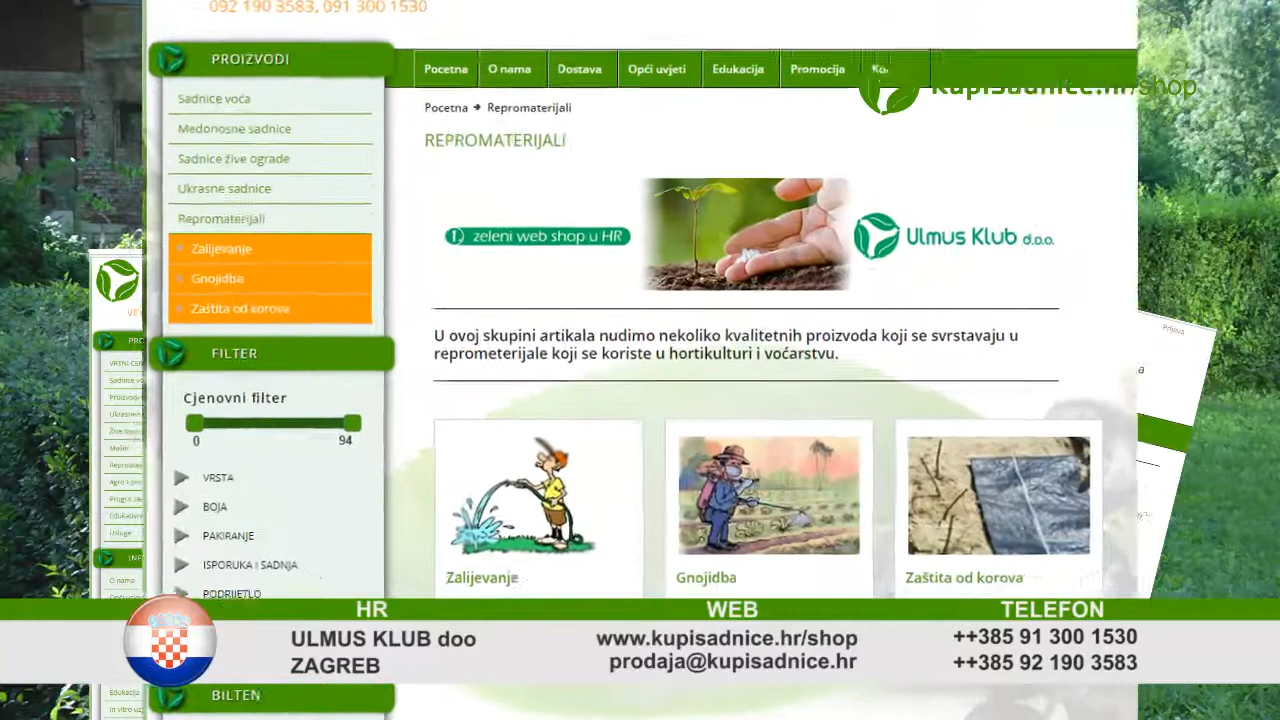 092 190 3583, 091 300 1530
PROIZVODI
Pocetna
O nama
Dostava
Opći uvjeti
Edukacija
Promocija
kupisadnice.hr/shop
Sadnice voća
Medonosne sadnice
Sadnice žive ograde
Ukrasne sadnice
Repromaterijali
Zalijevanje
Gnojidba
Zaštita od korova
Pocetna → Repromaterijali
REPROMATERIJALI
1. zeleni web shop u HR
Ulmus Klub d.o.o.
U ovoj skupini artikala nudimo nekoliko kvalitetnih proizvoda koji se svrstavaju u
reprometerijale koji se koriste u hortikulturi i voćarstvu.
FILTER
Cjenovni filter
0
94
VRSTA
BOJA
PAKIRANJE
ISPORUKA I SADNJA
PODRIJETLO
Zalijevanje
Gnojidba
Zaštita od korova
Prijava
O nama
Edukacija
HR
WEB
TELEFON
ULMUS KLUB doo
ZAGREB
www.kupisadnice.hr/shop
prodaja@kupisadnice.hr
++385 91 300 1530
++385 92 190 3583
BILTEN